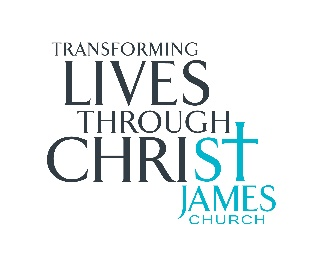 TRANSFORMING
LIVES
THROUGH
CHRIST
JAMES
CHURCH